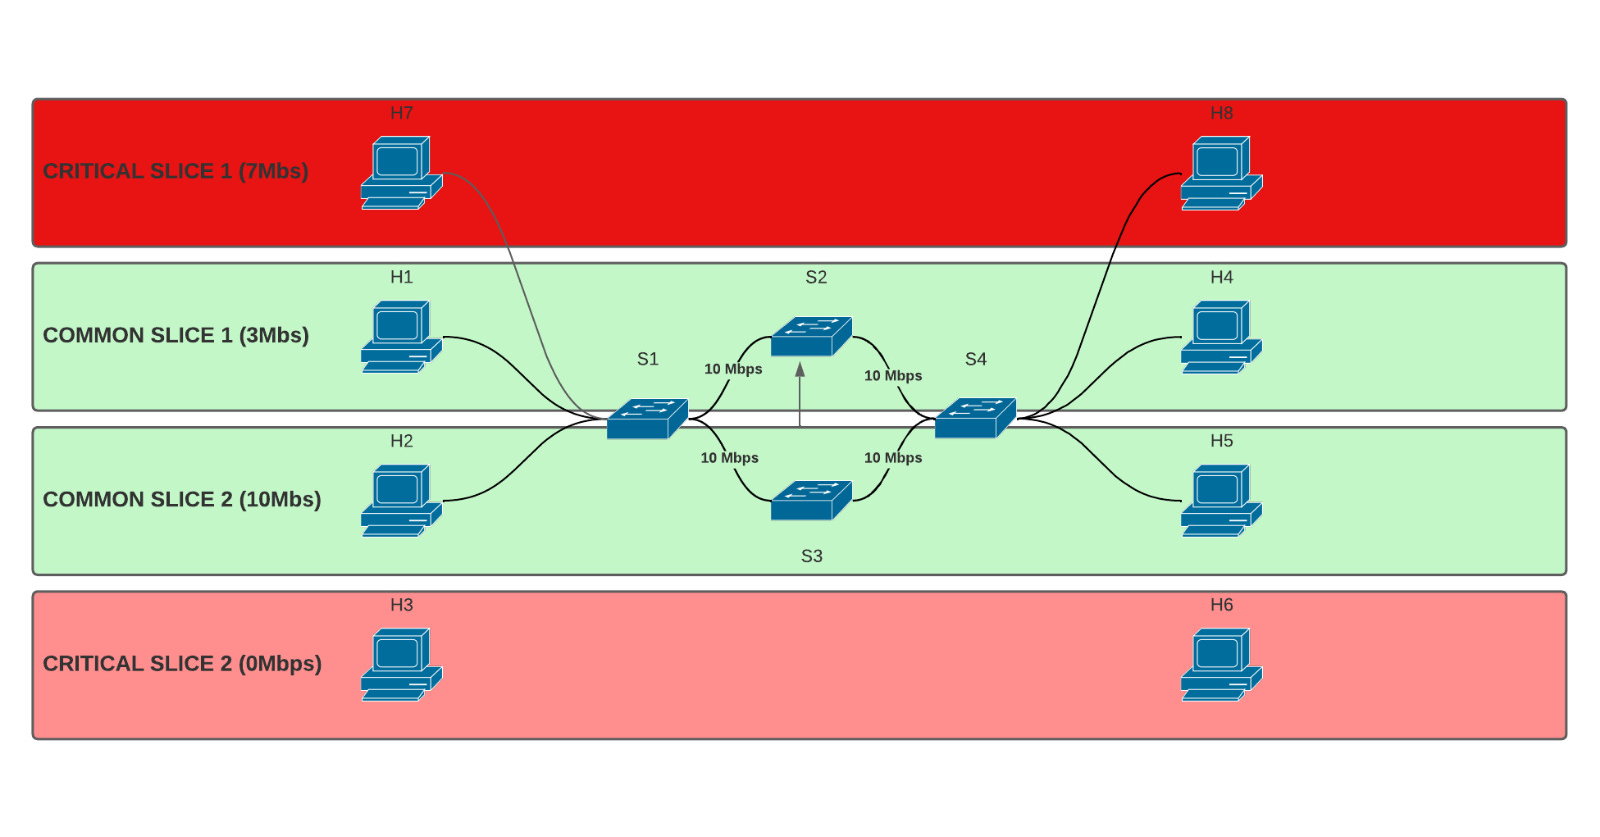 H7
H8
CRITICAL SLICE 1 (7Mbs)
H1
S2
H4
COMMON SLICE 1 (3Mbs)
S1
S4
10 Mbps
10 Mbps
H2
H5
10 Mbps
10 Mbps
COMMON SLICE 2 (10Mbs)
S3
H3
H6
CRITICAL SLICE 2 (0Mbps)